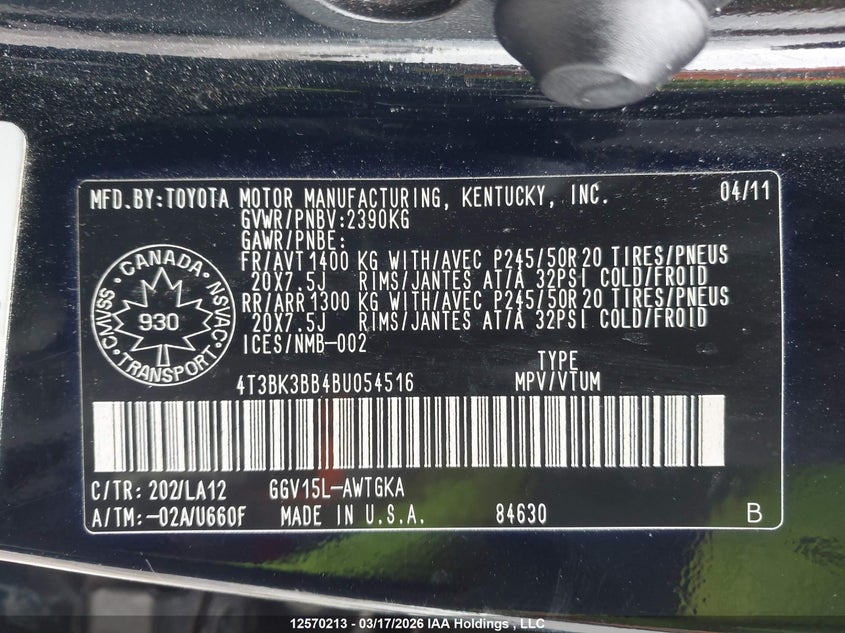 MFD.BY:TOYOTA MOTOR MANUFACTURING, KENTUCKY, INC. 04/11
GVWR/PNBV:2390KG
GAWR/PNBE:
FR/AVT 1400 KG WITH/AVEC P245/50R20 TIRES/PNEUS
20X7.5J RIMS/JANTES AT/A 32PSI COLD/FROID
RR/ARR 1300 KG WITH/AVEC P245/50R20 TIRES/PNEUS
20X7.5J RIMS/JANTES AT/A 32PSI COLD/FROID
ICES/NMB-002
CANADA
CMVSS · NSVAC
930
TRANSPORT
TYPE
4T3BK3BB4BU054516 MPV/VTUM
C/TR: 202/LA12 GGV15L-AWTGKA
A/TM:-02A/U660F MADE IN U.S.A. 84630 B
12570213 - 03/17/2026 IAA Holdings , LLC